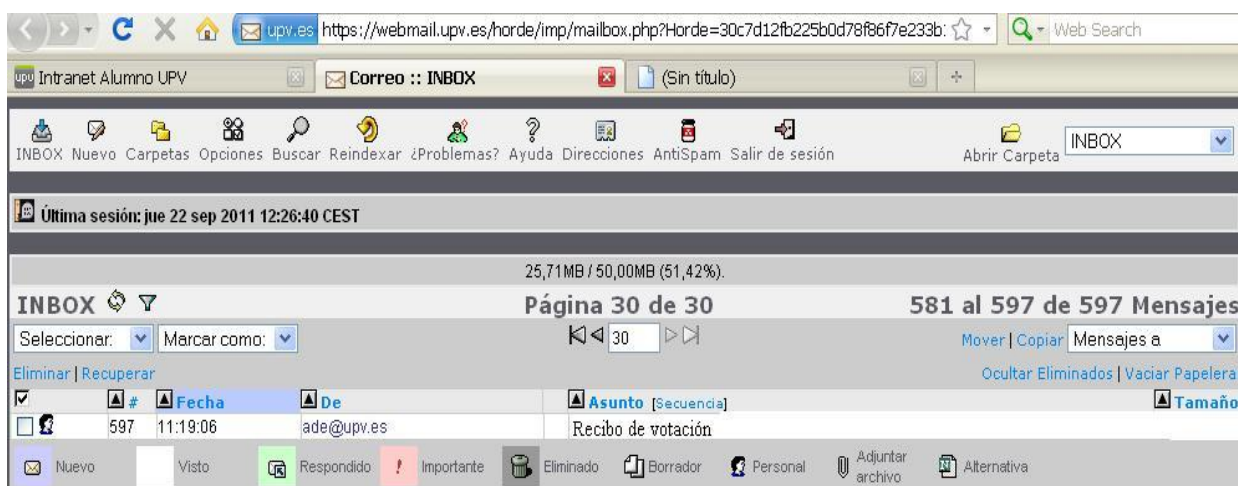 upv.es https://webmail.upv.es/horde/imp/mailbox.php?Horde=30c7d12fb225b0d78f86f7e233b: Web Search
upv Intranet Alumno UPV Correo :: INBOX (Sin título)
INBOX Nuevo Carpetas Opciones Buscar Reindexar ¿Problemas? Ayuda Direcciones AntiSpam Salir de sesión Abrir Carpeta INBOX
Última sesión: jue 22 sep 2011 12:26:40 CEST
25,71MB / 50,00MB (51,42%).
INBOX Página 30 de 30 581 al 597 de 597 Mensajes
Seleccionar: Marcar como: 30 Mover | Copiar Mensajes a
Eliminar | Recuperar Ocultar Eliminados | Vaciar Papelera
# Fecha De Asunto [Secuencia] Tamaño
597 11:19:06 ade@upv.es Recibo de votación
Nuevo Visto Respondido ! Importante Eliminado Borrador Personal Adjuntar archivo Alternativa